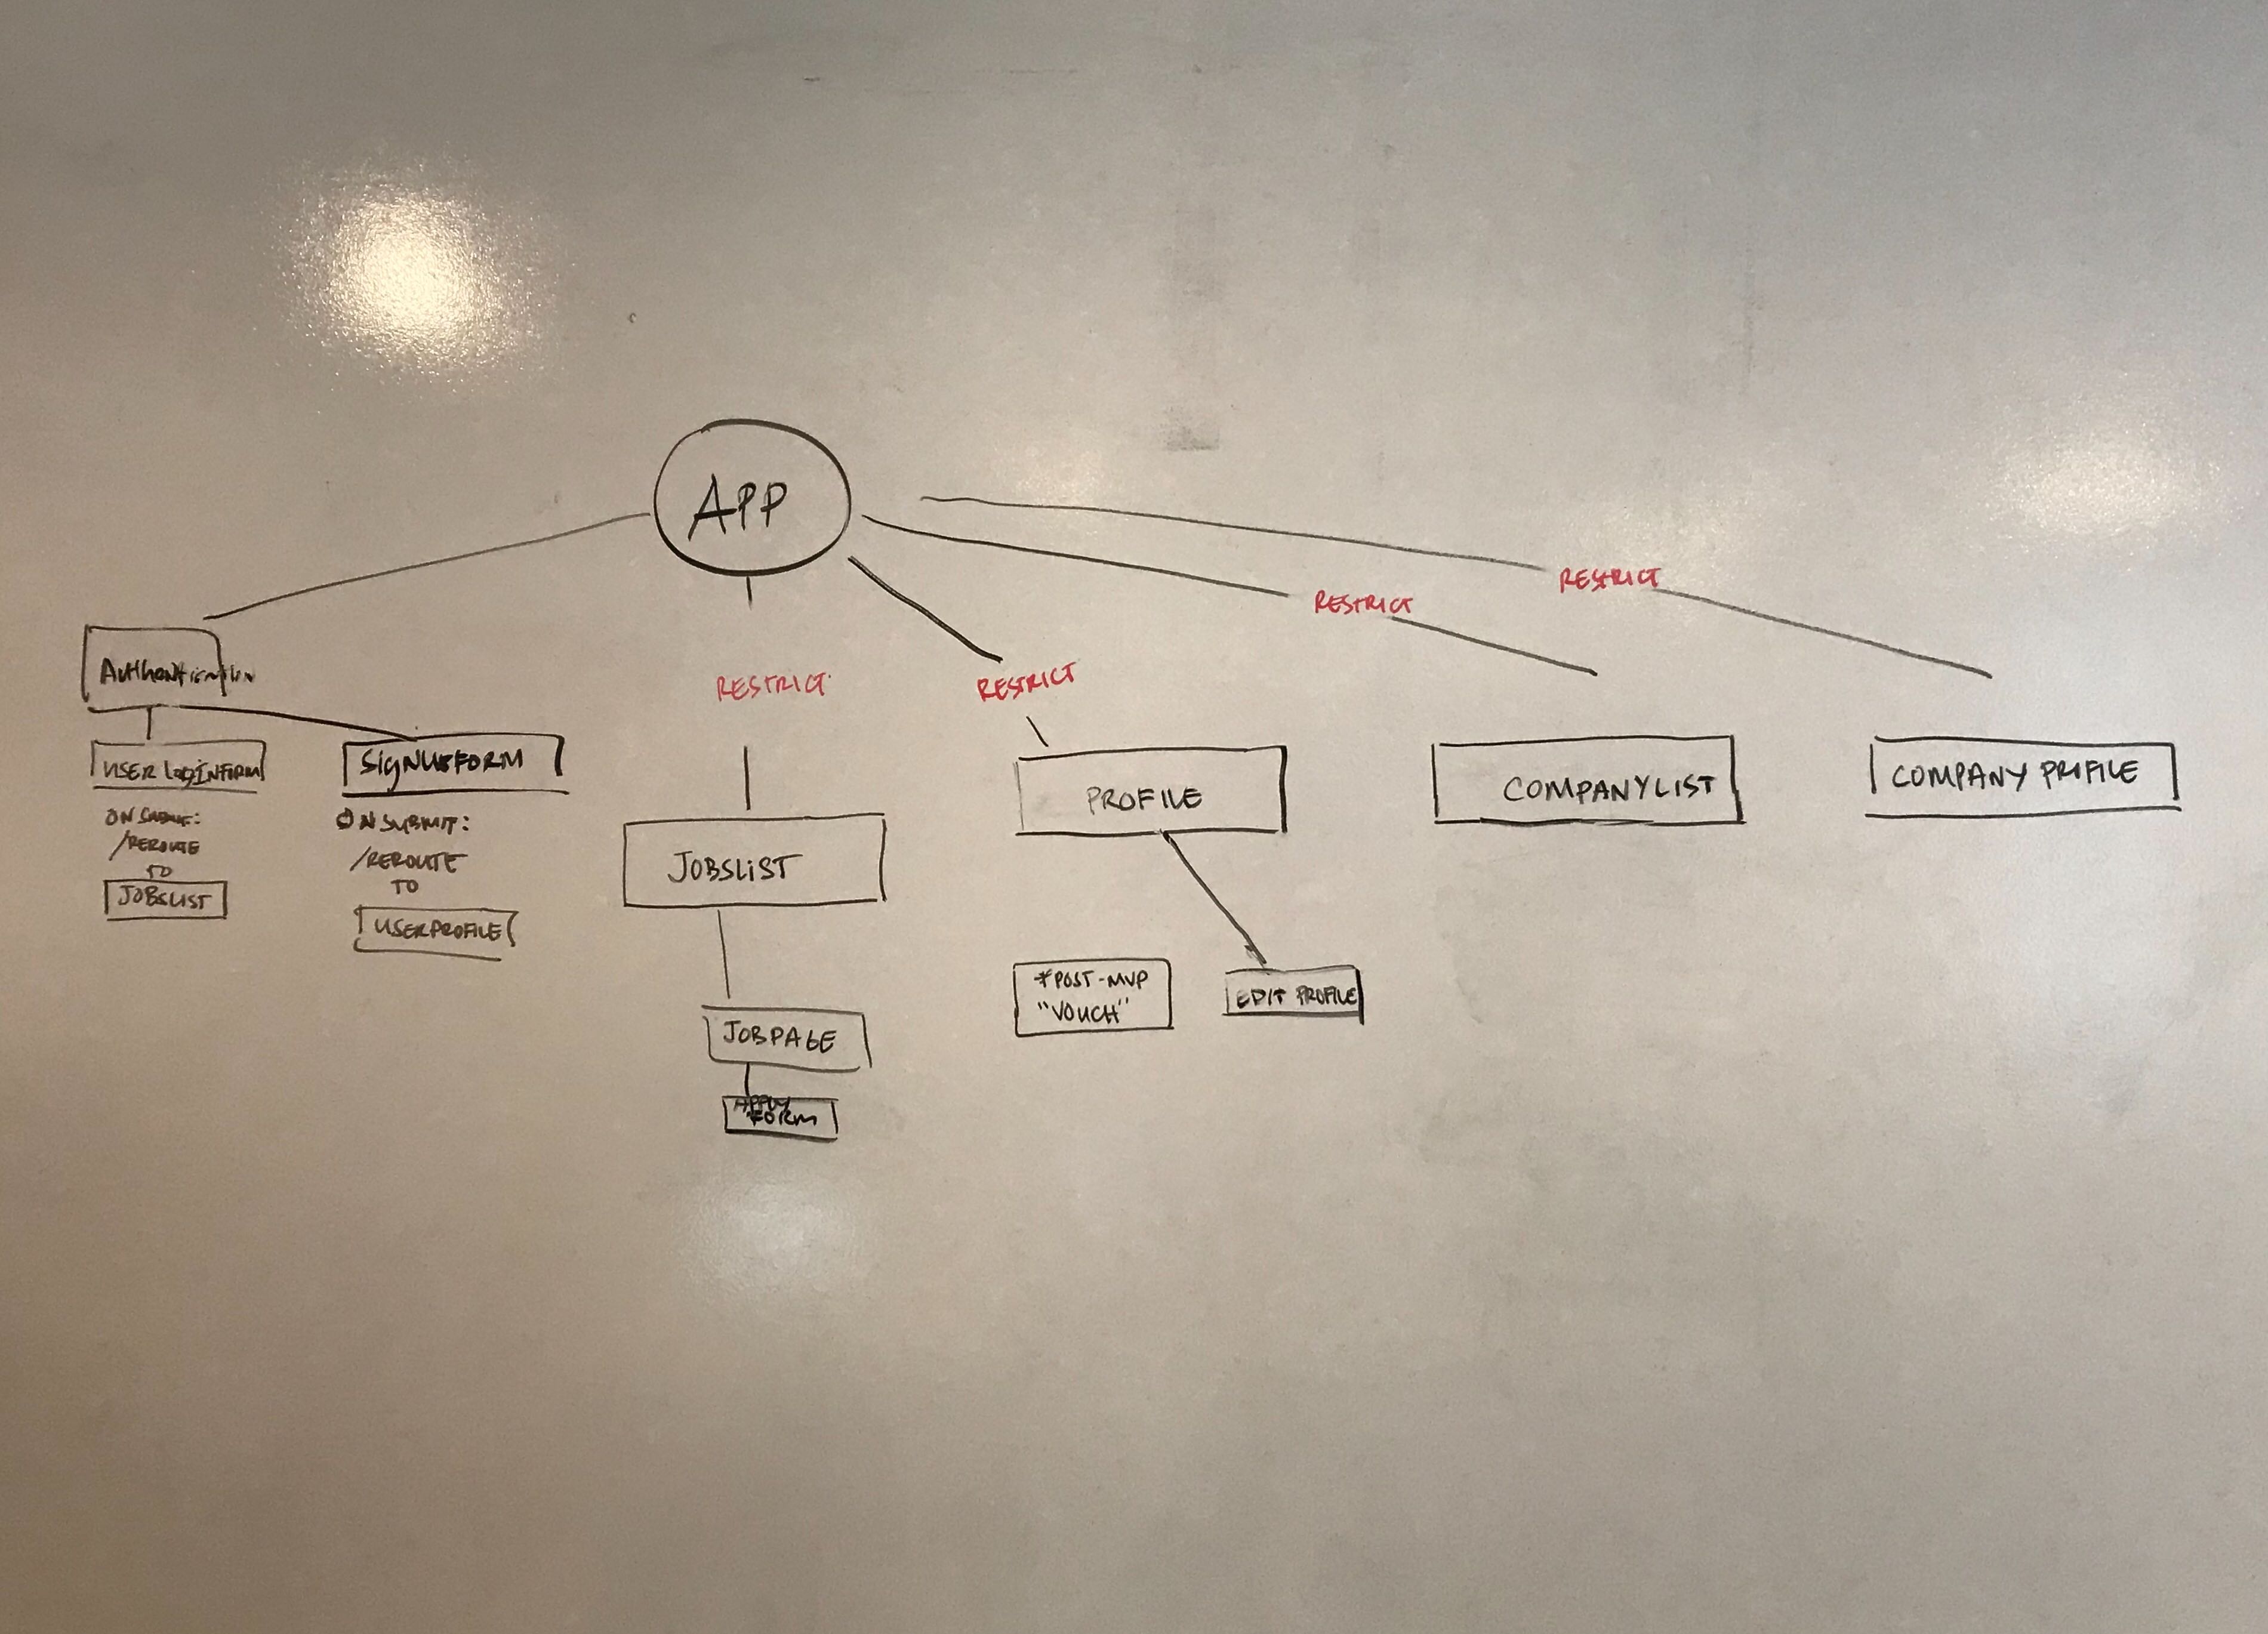 APP
RESTRICT
RESTRICT
RESTRICT
RESTRICT
Authentication
USER LOGINFORM
ON SUBMIT:
/REROUTE
TO
JOBSLIST
SIGNUPFORM
ON SUBMIT:
/REROUTE
TO
USERPROFILE
JOBSLIST
JOBPAGE
APPLY
FORM
PROFILE
*POST-MVP
"VOUCH"
EDIT PROFILE
COMPANYLIST
COMPANY PROFILE